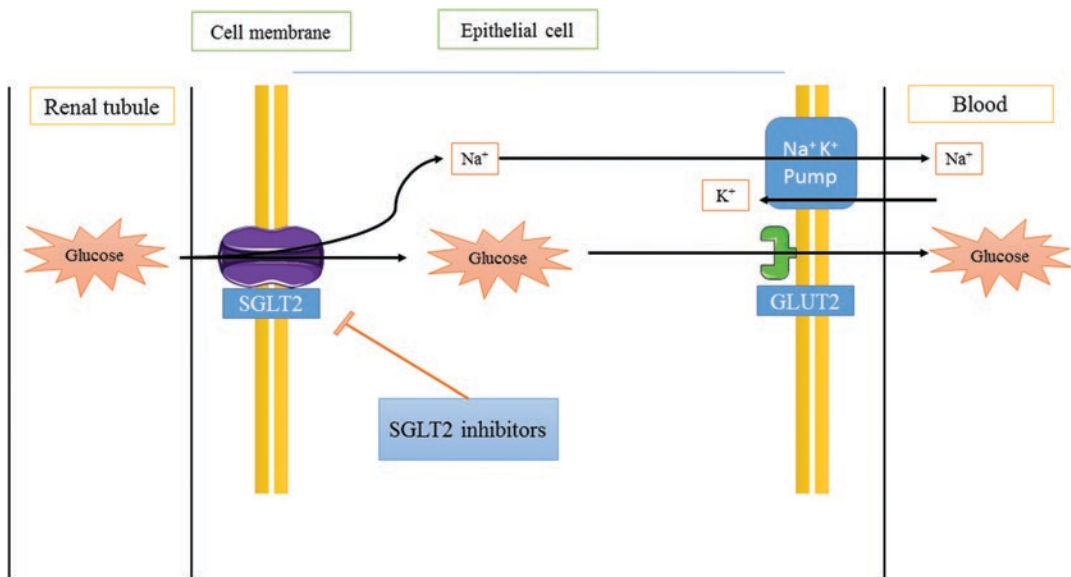 Cell membrane
Epithelial cell
Renal tubule
Blood
Na⁺
Na⁺ K⁺
Pump
Na⁺
K⁺
Glucose
Glucose
Glucose
SGLT2
GLUT2
SGLT2 inhibitors